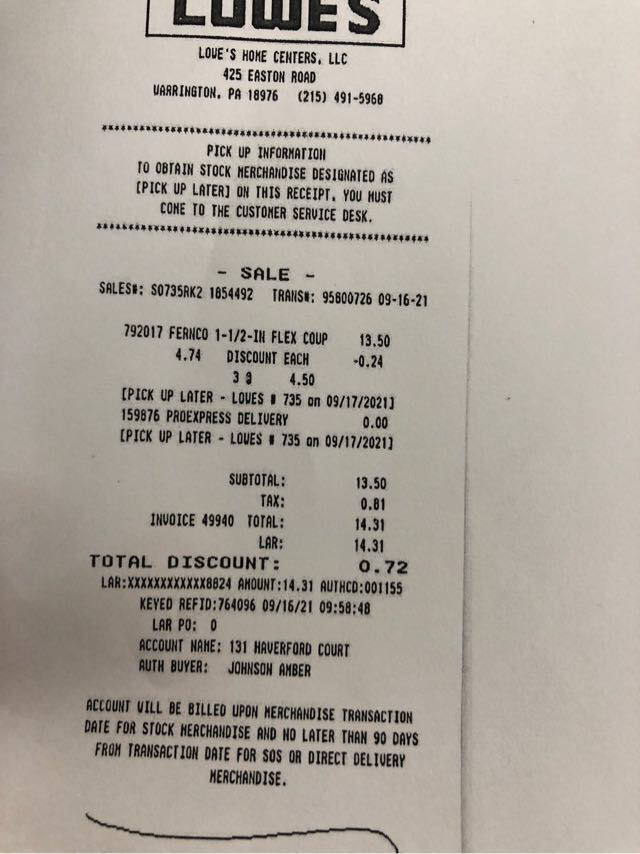 LOWES
LOWE'S HOME CENTERS, LLC
425 EASTON ROAD
WARRINGTON, PA 18976 (215) 491-5968
******************************************************
PICK UP INFORMATION
TO OBTAIN STOCK MERCHANDISE DESIGNATED AS
[PICK UP LATER] ON THIS RECEIPT, YOU MUST
COME TO THE CUSTOMER SERVICE DESK.
******************************************************
- SALE -
SALES#: S0735RK2 1854492 TRANS#: 95800726 09-16-21
792017 FERNCO 1-1/2-IN FLEX COUP 13.50
4.74 DISCOUNT EACH -0.24
3 @ 4.50
[PICK UP LATER - LOWES # 735 on 09/17/2021]
159876 PROEXPRESS DELIVERY 0.00
[PICK UP LATER - LOWES # 735 on 09/17/2021]
SUBTOTAL: 13.50
TAX: 0.81
INVOICE 49940 TOTAL: 14.31
LAR: 14.31
TOTAL DISCOUNT: 0.72
LAR:XXXXXXXXXXXX8824 AMOUNT:14.31 AUTHCD:001155
KEYED REFID:764096 09/16/21 09:58:48
LAR PO: 0
ACCOUNT NAME: 131 HAVERFORD COURT
AUTH BUYER: JOHNSON AMBER
ACCOUNT WILL BE BILLED UPON MERCHANDISE TRANSACTION
DATE FOR STOCK MERCHANDISE AND NO LATER THAN 90 DAYS
FROM TRANSACTION DATE FOR SOS OR DIRECT DELIVERY
MERCHANDISE.